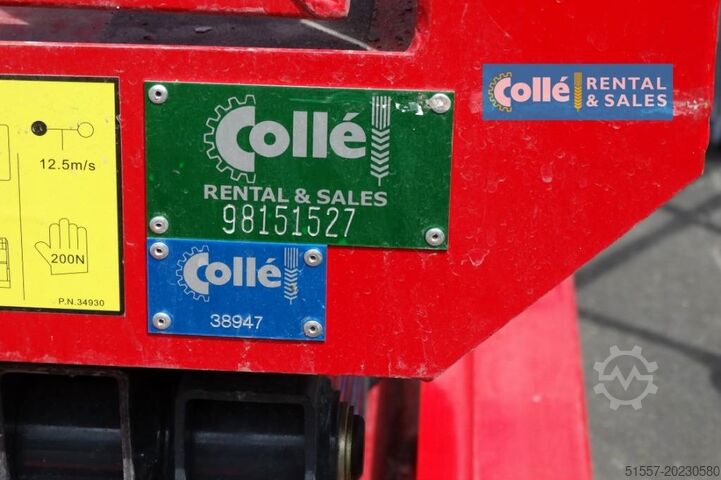 Collé
RENTAL
& SALES
12.5m/s
200N
P.N.34930
Collé
RENTAL & SALES
98151527
Collé
38947
51557-20230580